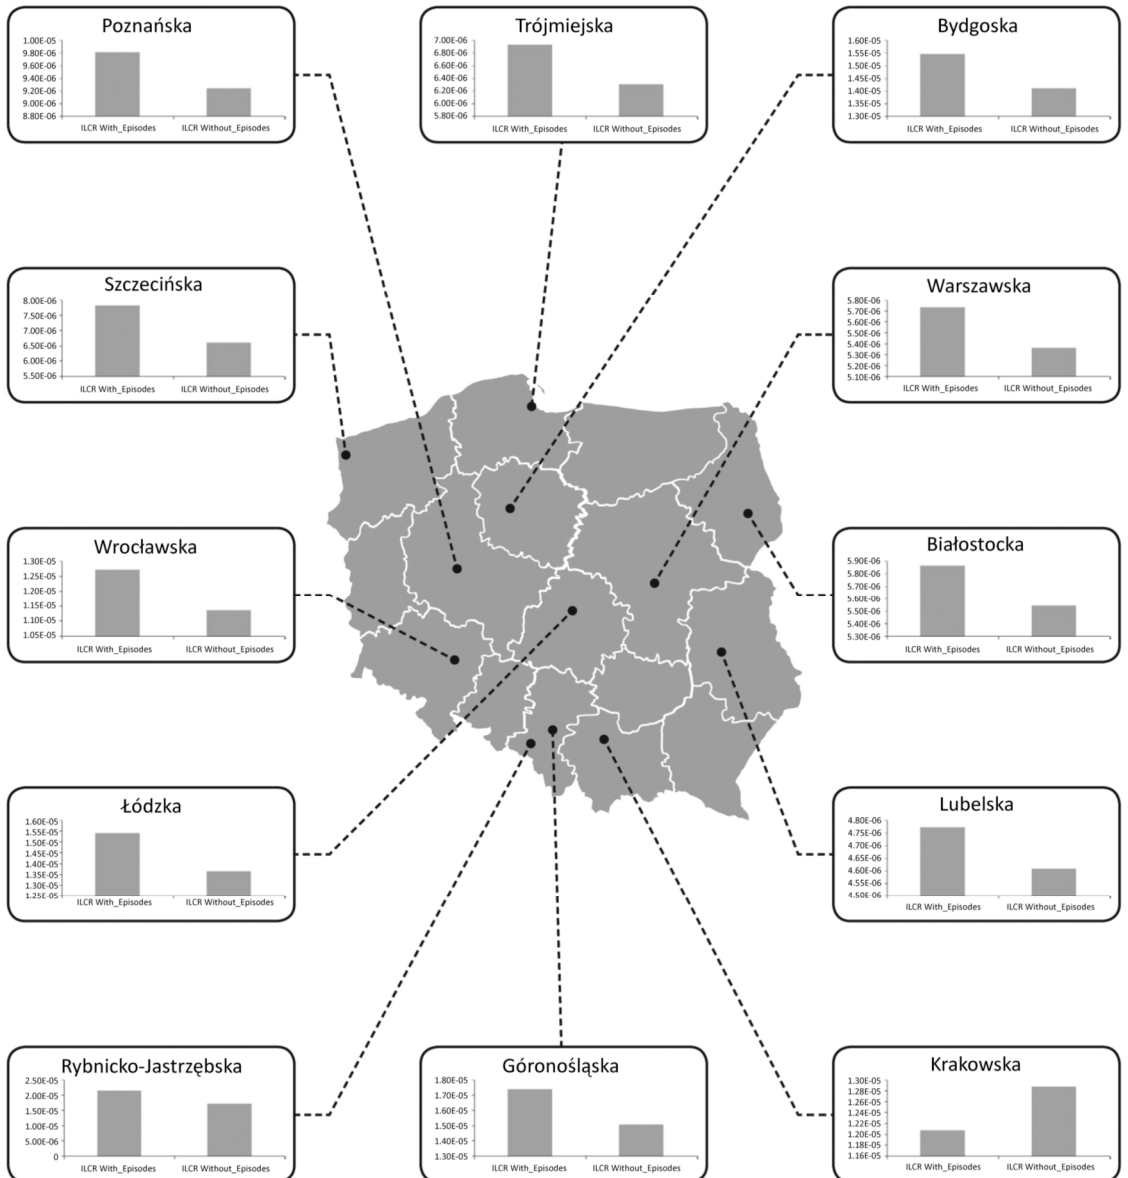 Poznańska
1.00E-05
9.80E-06
9.60E-06
9.40E-06
9.20E-06
9.00E-06
8.80E-06
ILCR With_Episodes ILCR Without_Episodes
Trójmiejska
7.00E-06
6.80E-06
6.60E-06
6.40E-06
6.20E-06
6.00E-06
5.80E-06
ILCR With_Episodes ILCR Without_Episodes
Bydgoska
1.60E-05
1.55E-05
1.50E-05
1.45E-05
1.40E-05
1.35E-05
1.30E-05
ILCR With_Episodes ILCR Without_Episodes
Szczecińska
8.00E-06
7.50E-06
7.00E-06
6.50E-06
6.00E-06
5.50E-06
ILCR With_Episodes ILCR Without_Episodes
Warszawska
5.80E-06
5.70E-06
5.60E-06
5.50E-06
5.40E-06
5.30E-06
5.20E-06
5.10E-06
ILCR With_Episodes ILCR Without_Episodes
Wrocławska
1.30E-05
1.25E-05
1.20E-05
1.15E-05
1.10E-05
1.05E-05
ILCR With_Episodes ILCR Without_Episodes
Białostocka
5.90E-06
5.80E-06
5.70E-06
5.60E-06
5.50E-06
5.40E-06
5.30E-06
ILCR With_Episodes ILCR Without_Episodes
Łódzka
1.60E-05
1.55E-05
1.50E-05
1.45E-05
1.40E-05
1.35E-05
1.30E-05
1.25E-05
ILCR With_Episodes ILCR Without_Episodes
Lubelska
4.80E-06
4.75E-06
4.70E-06
4.65E-06
4.60E-06
4.55E-06
4.50E-06
ILCR With_Episodes ILCR Without_Episodes
Rybnicko-Jastrzębska
2.50E-05
2.00E-05
1.50E-05
1.00E-05
5.00E-06
0
ILCR With_Episodes ILCR Without_Episodes
Góronośląska
1.80E-05
1.70E-05
1.60E-05
1.50E-05
1.40E-05
1.30E-05
ILCR With_Episodes ILCR Without_Episodes
Krakowska
1.30E-05
1.28E-05
1.26E-05
1.24E-05
1.22E-05
1.20E-05
1.18E-05
1.16E-05
ILCR With_Episodes ILCR Without_Episodes